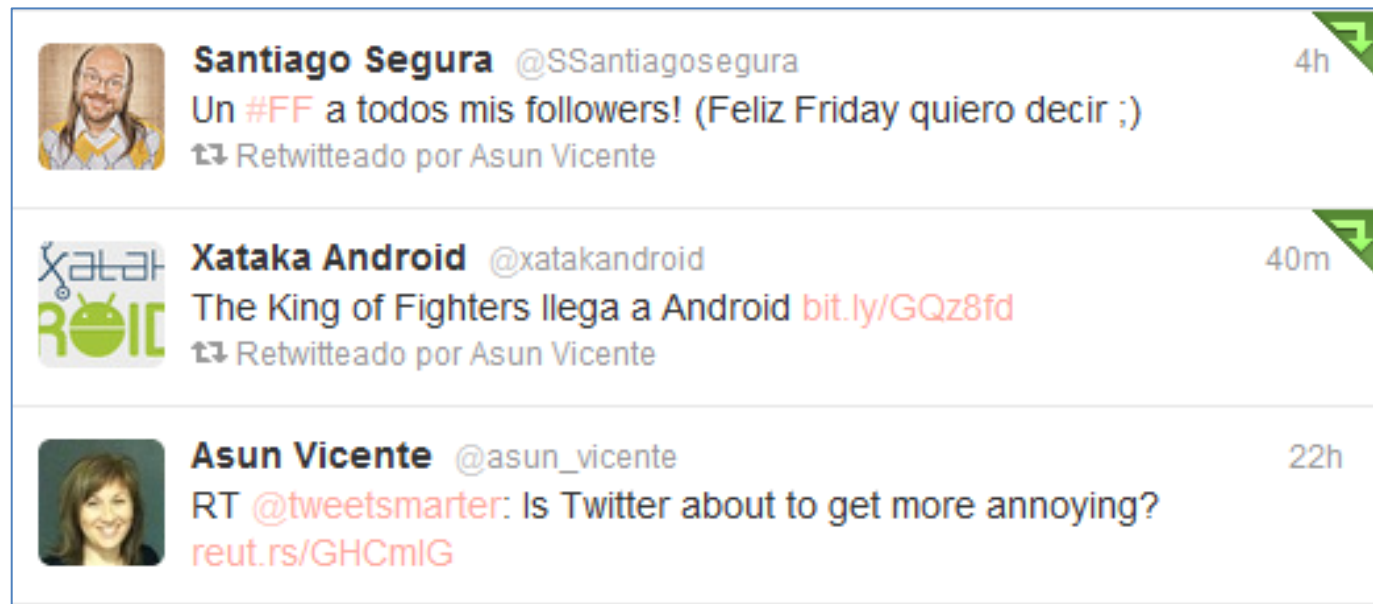 Santiago Segura @SSantiagosegura 4h
Un #FF a todos mis followers! (Feliz Friday quiero decir ;)
Retwitteado por Asun Vicente
Xataka Android @xatakandroid 40m
The King of Fighters llega a Android bit.ly/GQz8fd
Retwitteado por Asun Vicente
Asun Vicente @asun_vicente 22h
RT @tweetsmarter: Is Twitter about to get more annoying?
reut.rs/GHCmlG